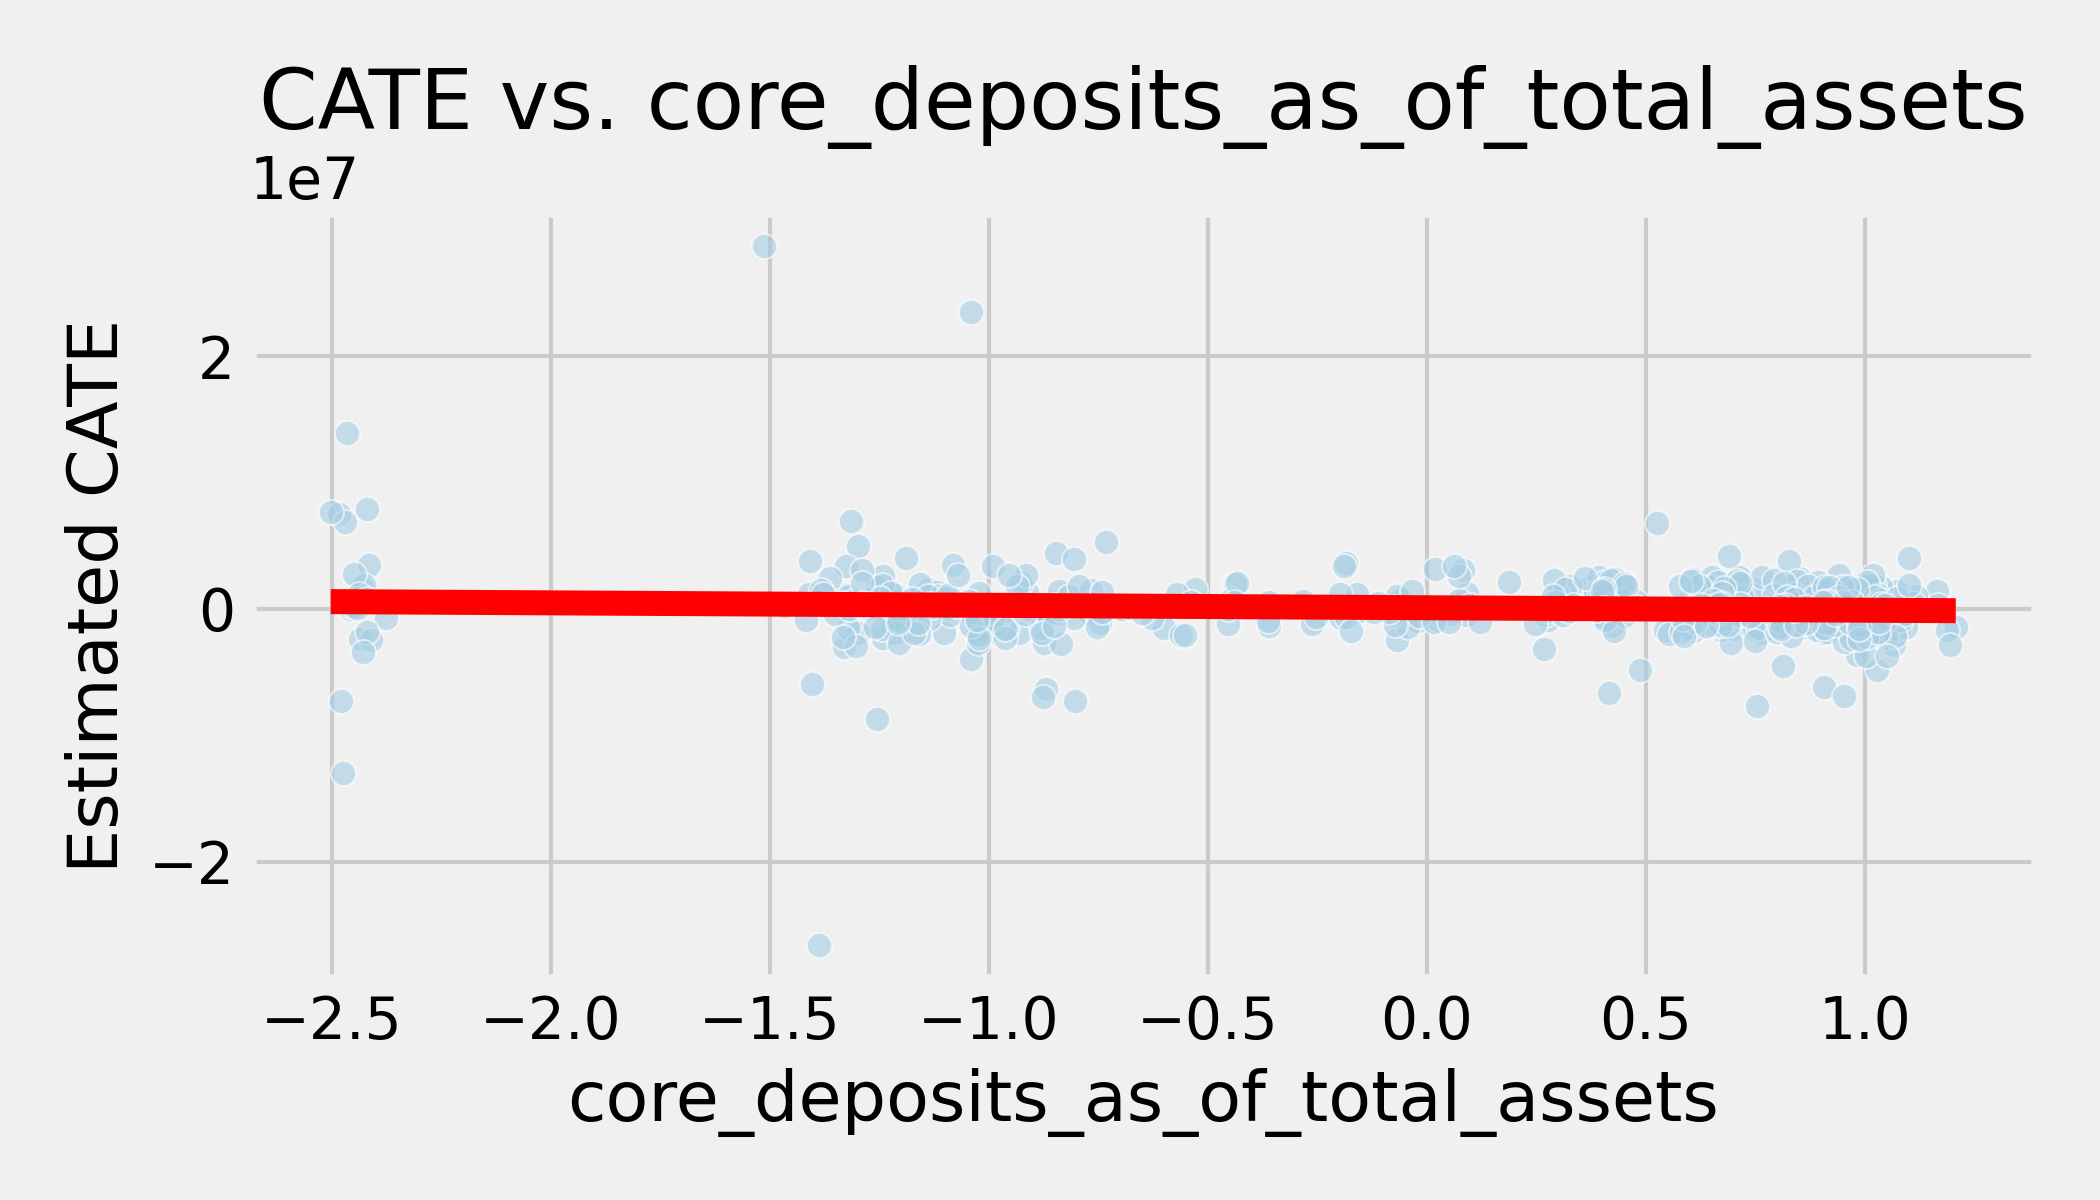 CATE vs. core_deposits_as_of_total_assets
1e7
2
0
−2
Estimated CATE
−2.5 −2.0 −1.5 −1.0 −0.5 0.0 0.5 1.0
core_deposits_as_of_total_assets